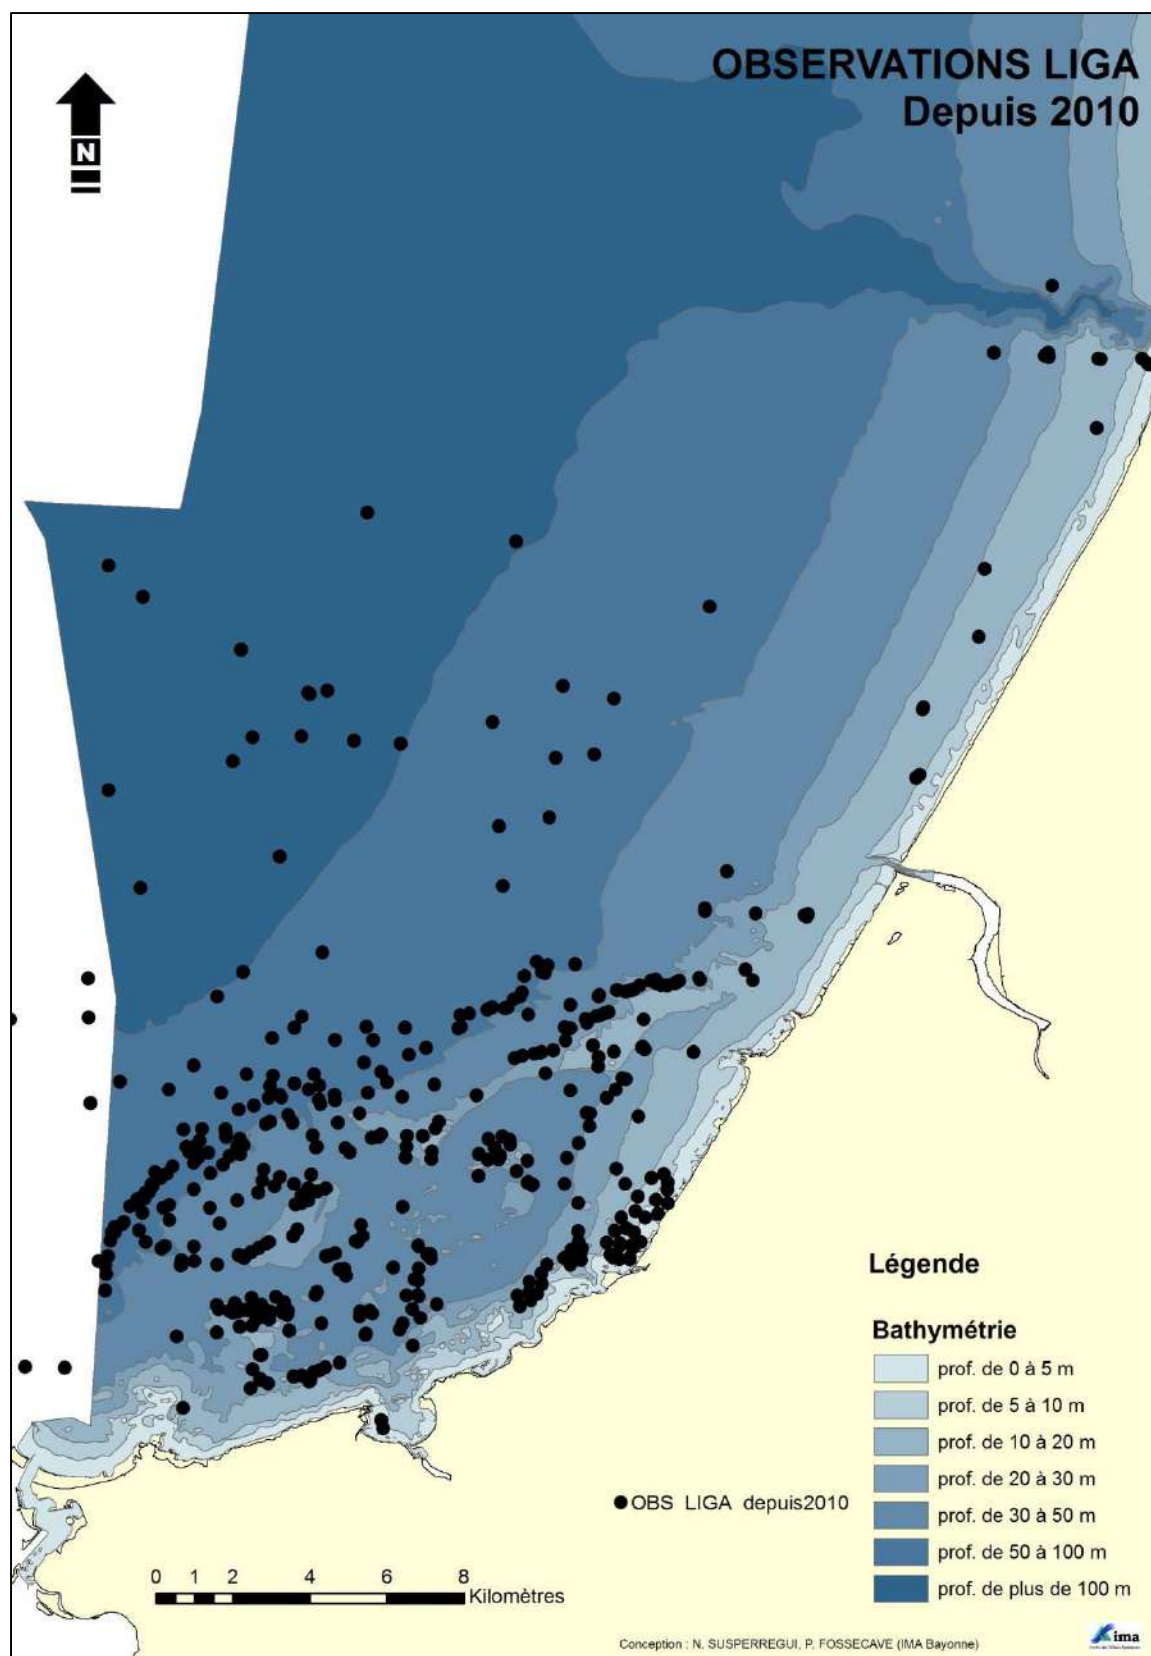 OBSERVATIONS LIGA
Depuis 2010
N
Légende
Bathymétrie
prof. de 0 à 5 m
prof. de 5 à 10 m
prof. de 10 à 20 m
prof. de 20 à 30 m
prof. de 30 à 50 m
prof. de 50 à 100 m
prof. de plus de 100 m
OBS LIGA depuis2010
0 1 2 4 6 8
Kilomètres
Conception : N. SUSPERREGUI, P. FOSSECAVE (IMA Bayonne)
ima